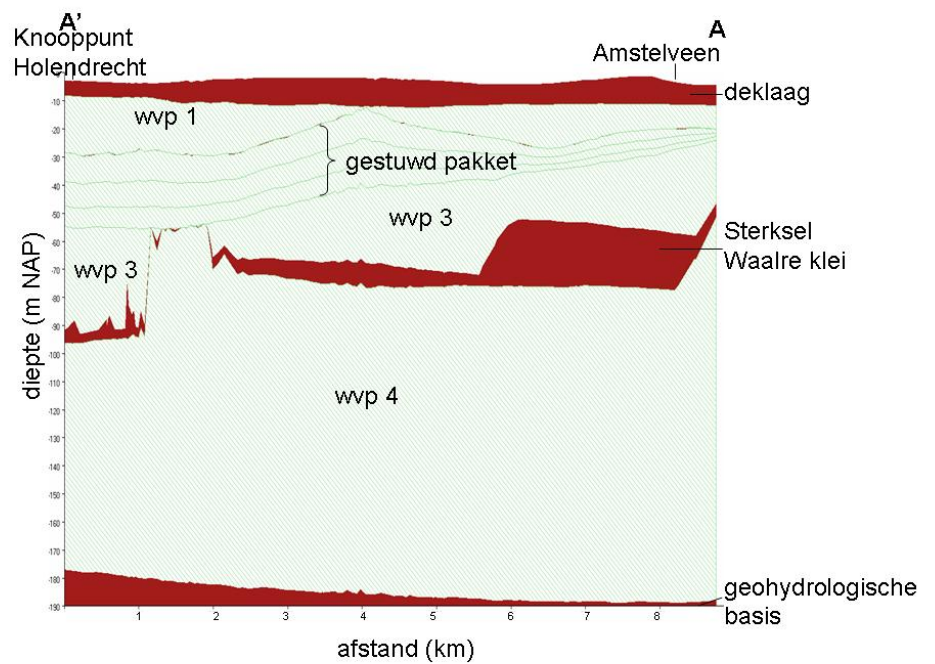 A'
A
Knooppunt
Holendrecht
Amstelveen
deklaag
wvp 1
gestuwd pakket
wvp 3
Sterksel
Waalre klei
wvp 3
wvp 4
geohydrologische
basis
diepte (m NAP)
-10
-20
-30
-40
-50
-60
-70
-80
-90
-100
-110
-120
-130
-140
-150
-160
-170
-180
-190
1 2 3 4 5 6 7 8
afstand (km)